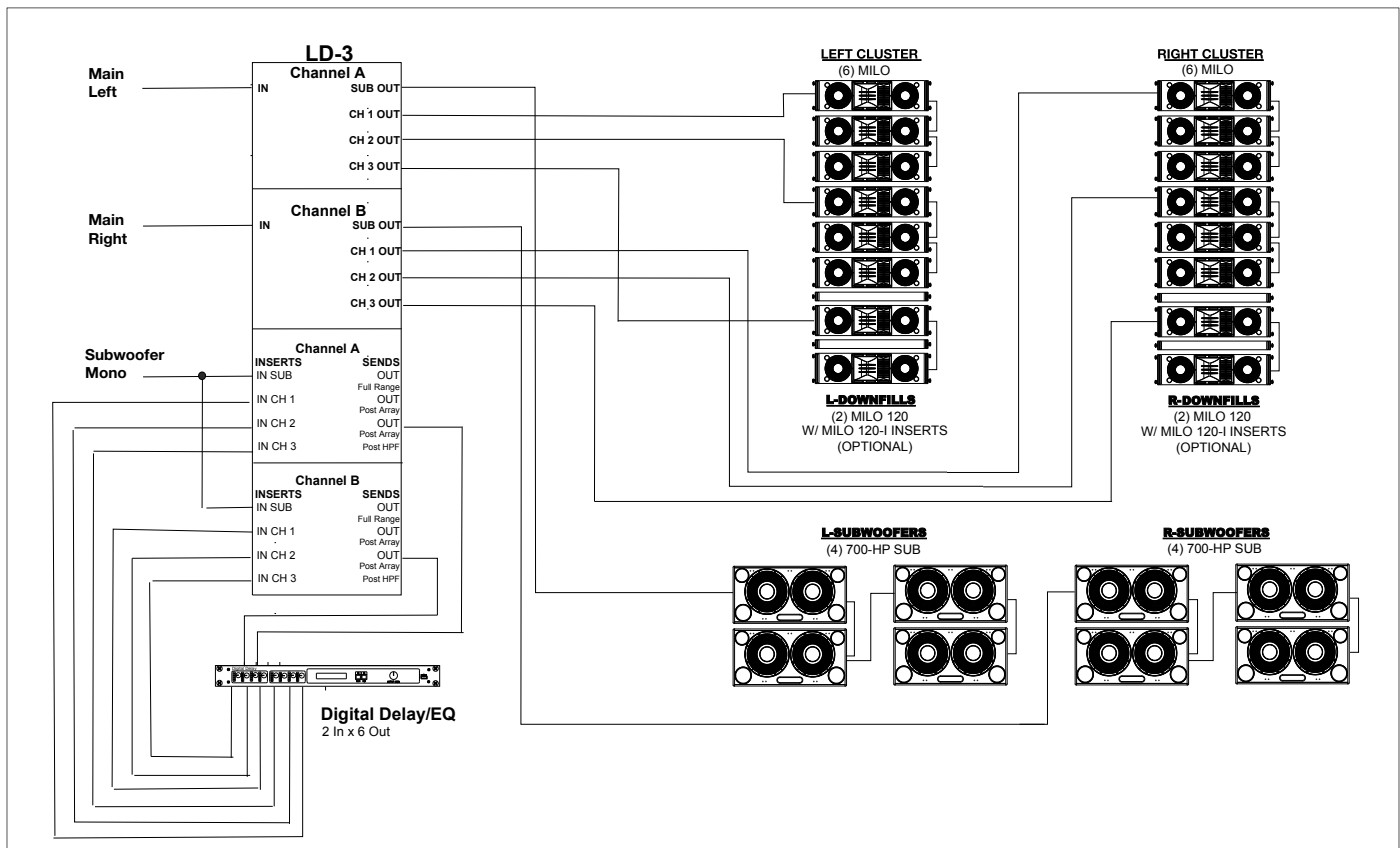 LD-3
Main
Left
Channel A
IN
SUB OUT
CH 1 OUT
CH 2 OUT
CH 3 OUT
Main
Right
Channel B
IN
SUB OUT
CH 1 OUT
CH 2 OUT
CH 3 OUT
Subwoofer
Mono
Channel A
INSERTS
SENDS
IN SUB
OUT
Full Range
IN CH 1
OUT
Post Array
IN CH 2
OUT
Post Array
IN CH 3
Post HPF
Channel B
INSERTS
SENDS
IN SUB
OUT
Full Range
IN CH 1
OUT
Post Array
IN CH 2
OUT
Post Array
IN CH 3
Post HPF
Digital Delay
Digital Delay/EQ
2 In x 6 Out
LEFT CLUSTER
(6) MILO
L-DOWNFILLS
(2) MILO 120
W/ MILO 120-I INSERTS
(OPTIONAL)
RIGHT CLUSTER
(6) MILO
R-DOWNFILLS
(2) MILO 120
W/ MILO 120-I INSERTS
(OPTIONAL)
L-SUBWOOFERS
(4) 700-HP SUB
R-SUBWOOFERS
(4) 700-HP SUB